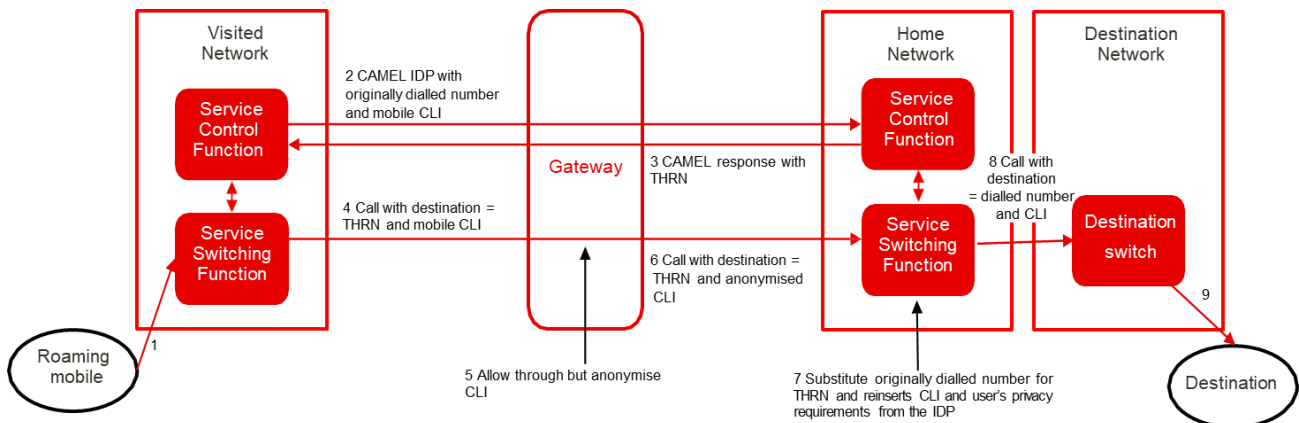 Visited
Network
Home
Network
Destination
Network
2 CAMEL IDP with
originally dialled number
and mobile CLI
Service
Control
Function
Service
Control
Function
Gateway
3 CAMEL response with
THRN
8 Call with
destination
= dialled number
and CLI
4 Call with destination =
THRN and mobile CLI
Service
Switching
Function
Service
Switching
Function
Destination
switch
6 Call with destination =
THRN and anonymised
CLI
9
1
Roaming
mobile
5 Allow through but anonymise
CLI
7 Substitute originally dialled number for
THRN and reinserts CLI and user's privacy
requirements from the IDP
Destination